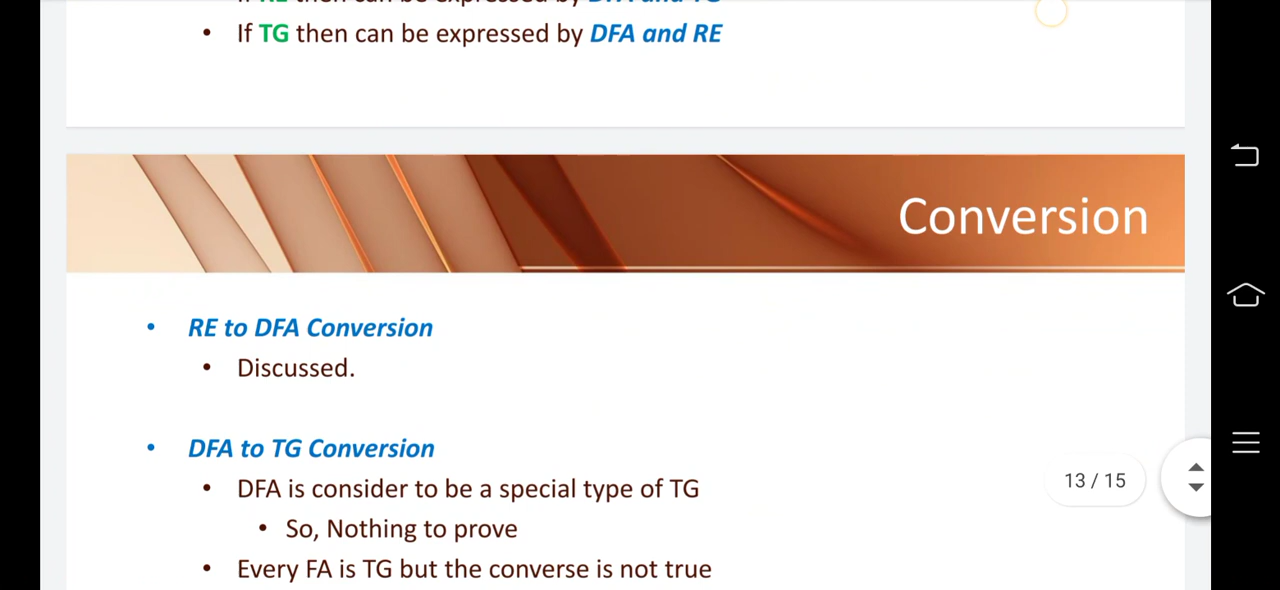 • If TG then can be expressed by DFA and RE
Conversion
• RE to DFA Conversion
• Discussed.
• DFA to TG Conversion
• DFA is consider to be a special type of TG
• So, Nothing to prove
• Every FA is TG but the converse is not true
13 / 15